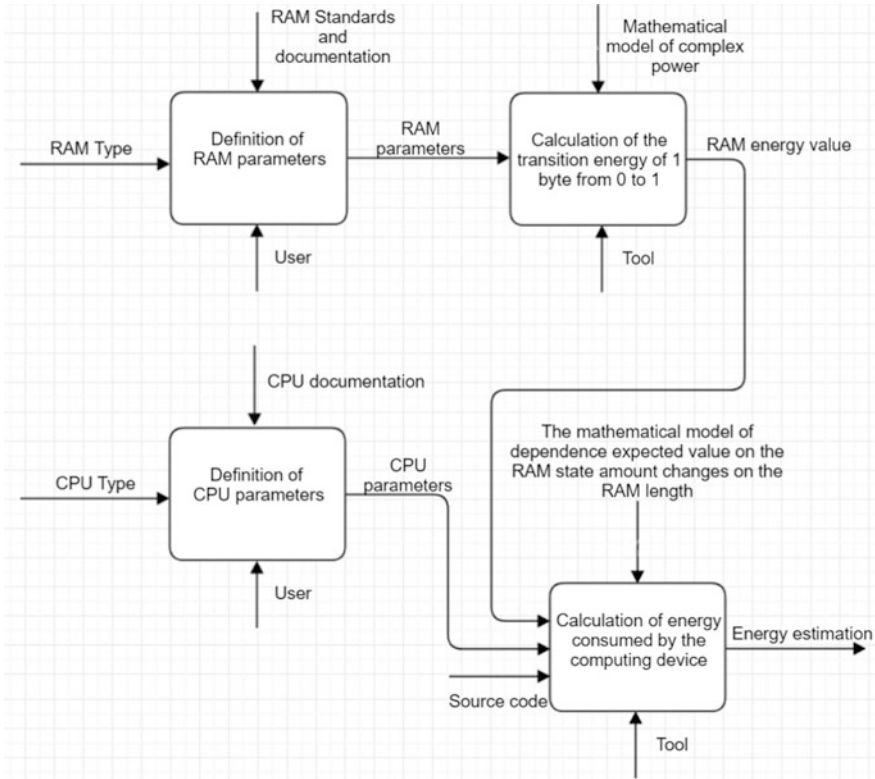 RAM Standards
and
documentation
Mathematical
model of complex
power
RAM Type
Definition of
RAM parameters
RAM
parameters
Calculation of the
transition energy of 1
byte from 0 to 1
RAM energy value
User
Tool
CPU documentation
CPU Type
Definition of
CPU parameters
CPU
parameters
The mathematical model of
dependence expected value on the
RAM state amount changes on the
RAM length
User
Calculation of energy
consumed by the
computing device
Energy estimation
Source code
Tool